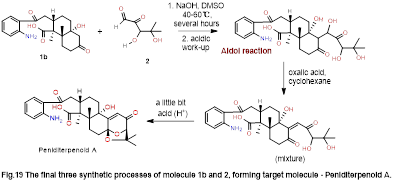 1. NaOH, DMSO
40-60℃,
several hours
2. acidic
work-up
Aldol reaction
1b
+
2
oxalic acid,
cyclohexane
a little bit
acid (H⁺)
Peniditerpenoid A
(mixture)
Fig.19 The final three synthetic processes of molecule 1b and 2, forming target molecule - Peniditerpenoid A.